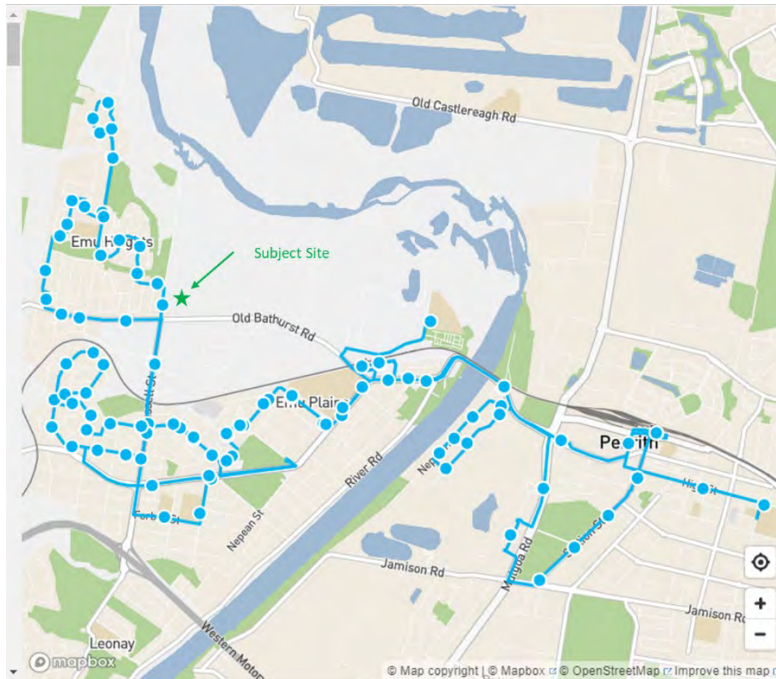 Old Castlereagh Rd
Emu Heights
Subject Site
Old Bathurst Rd
Emu Plains
River Rd
Penrith
High St
Nepean St
Mulgoa Rd
Jamison Rd
Jamison Rd
Leonay
Western Motor
mapbox
© Map copyright | © Mapbox © OpenStreetMap Improve this map